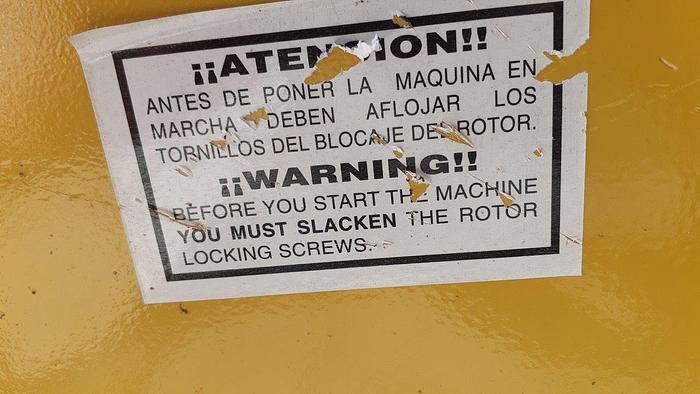 ¡¡ATENCION!!
ANTES DE PONER LA MAQUINA EN
MARCHA DEBEN AFLOJAR LOS
TORNILLOS DEL BLOCAJE DEL ROTOR.
¡¡WARNING!!
BEFORE YOU START THE MACHINE
YOU MUST SLACKEN THE ROTOR
LOCKING SCREWS.